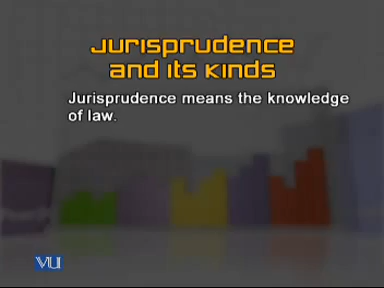 Jurisprudence
and its Kinds
Jurisprudence means the knowledge
of law.
VU